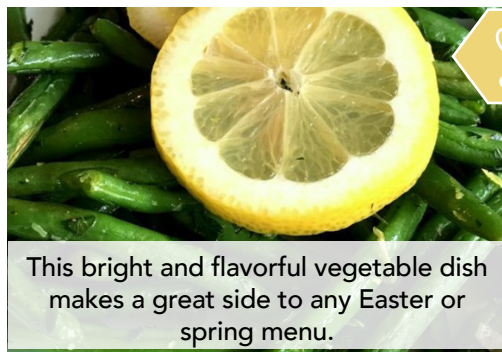 This bright and flavorful vegetable dish
makes a great side to any Easter or
spring menu.